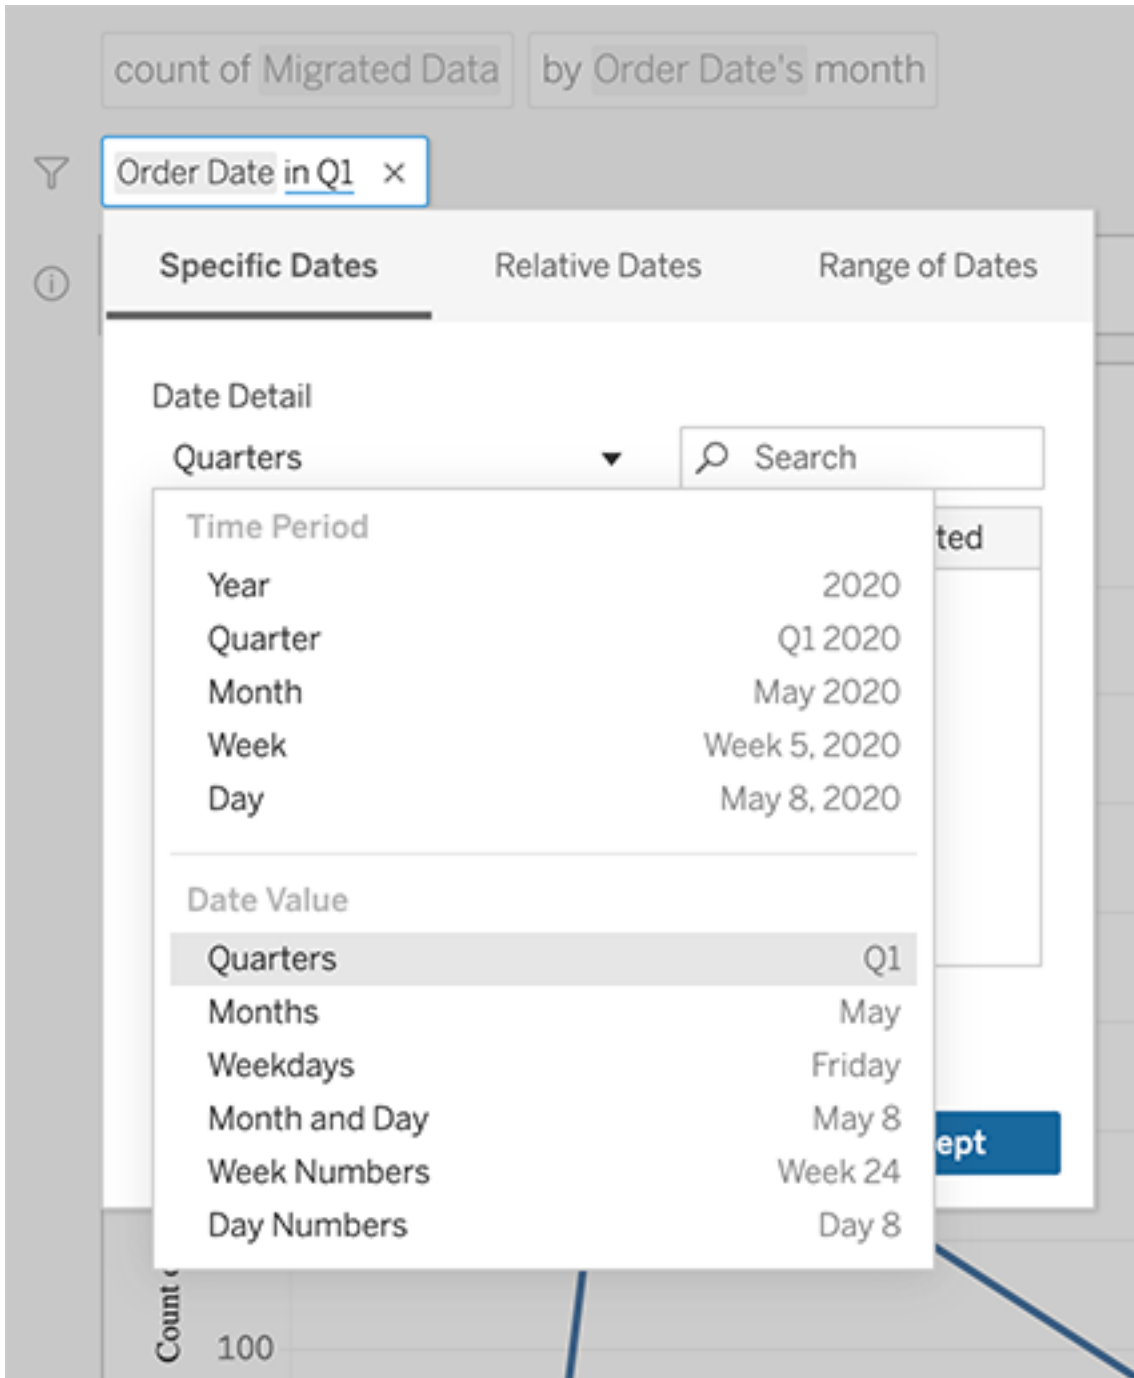 count of Migrated Data by Order Date's month
Order Date in Q1 ×
Specific Dates Relative Dates Range of Dates
Date Detail
Quarters Search
Time Period
ted
Year 2020
Quarter Q1 2020
Month May 2020
Week Week 5, 2020
Day May 8, 2020
Date Value
Quarters Q1
Months May
Weekdays Friday
Month and Day May 8
ept
Week Numbers Week 24
Day Numbers Day 8
Count
100